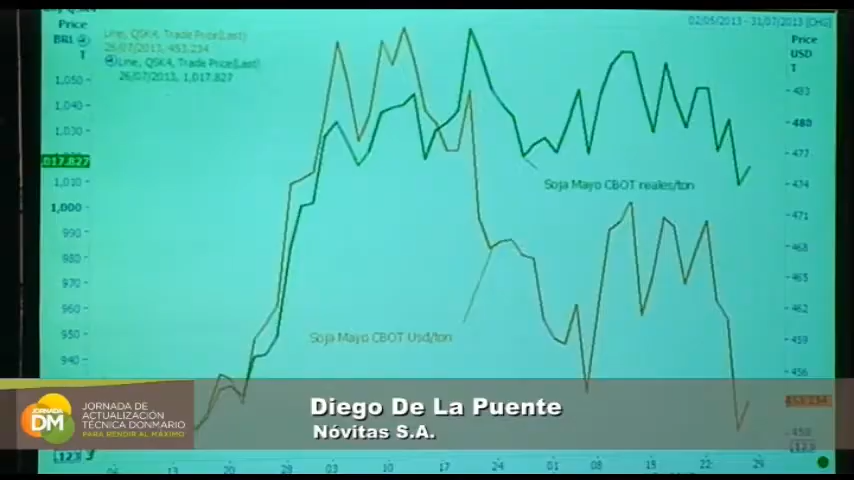 Price
BRL
T
Line, QSK4, Trade Price(Last)
26/07/2013, 453.234
Line, QSK4, Trade Price(Last)
26/07/2013, 1,017.827
02/05/2013 - 31/07/2013 [CHG]
Price
USD
T
1,050
1,040
1,030
1,017.827
1,010
1,000
990
980
970
960
950
940
483
480
477
474
471
468
465
462
459
456
453.234
450
Soja Mayo CBOT reales/ton
Soja Mayo CBOT Usd/ton
JORNADA
DM
JORNADA DE
ACTUALIZACIÓN
TÉCNICA DONMARIO
PARA RENDIR AL MÁXIMO
Diego De La Puente
Nóvitas S.A.
123
123
06 13 20 28 03 10 17 24 01 08 15 22 29